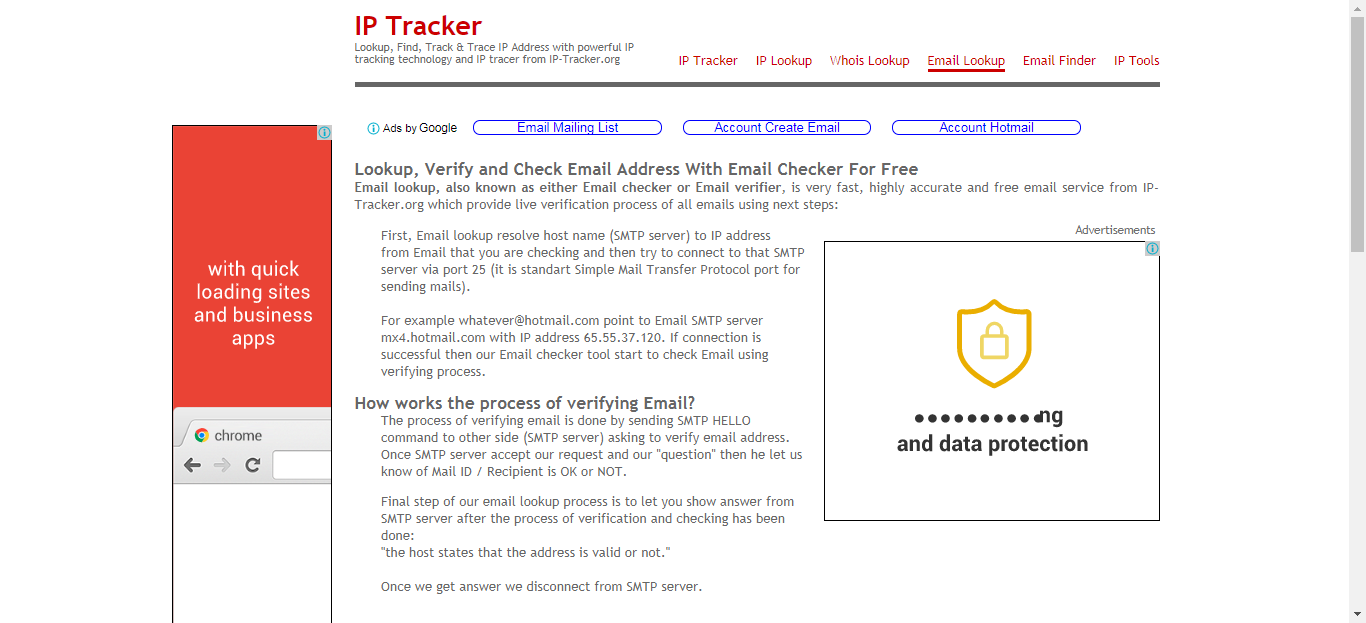 IP Tracker
Lookup, Find, Track & Trace IP Address with powerful IP
tracking technology and IP tracer from IP-Tracker.org
IP Tracker IP Lookup Whois Lookup Email Lookup Email Finder IP Tools
Ads by Google Email Mailing List Account Create Email Account Hotmail
Lookup, Verify and Check Email Address With Email Checker For Free
Email lookup, also known as either Email checker or Email verifier, is very fast, highly accurate and free email service from IP-
Tracker.org which provide live verification process of all emails using next steps:
First, Email lookup resolve host name (SMTP server) to IP address
from Email that you are checking and then try to connect to that SMTP
server via port 25 (it is standart Simple Mail Transfer Protocol port for
sending mails).
For example whatever@hotmail.com point to Email SMTP server
mx4.hotmail.com with IP address 65.55.37.120. If connection is
successful then our Email checker tool start to check Email using
verifying process.
How works the process of verifying Email?
The process of verifying email is done by sending SMTP HELLO
command to other side (SMTP server) asking to verify email address.
Once SMTP server accept our request and our "question" then he let us
know of Mail ID / Recipient is OK or NOT.
Final step of our email lookup process is to let you show answer from
SMTP server after the process of verification and checking has been
done:
"the host states that the address is valid or not."
Once we get answer we disconnect from SMTP server.
Advertisements
●●●●●●●●●●ng
and data protection
with quick
loading sites
and business
apps
chrome